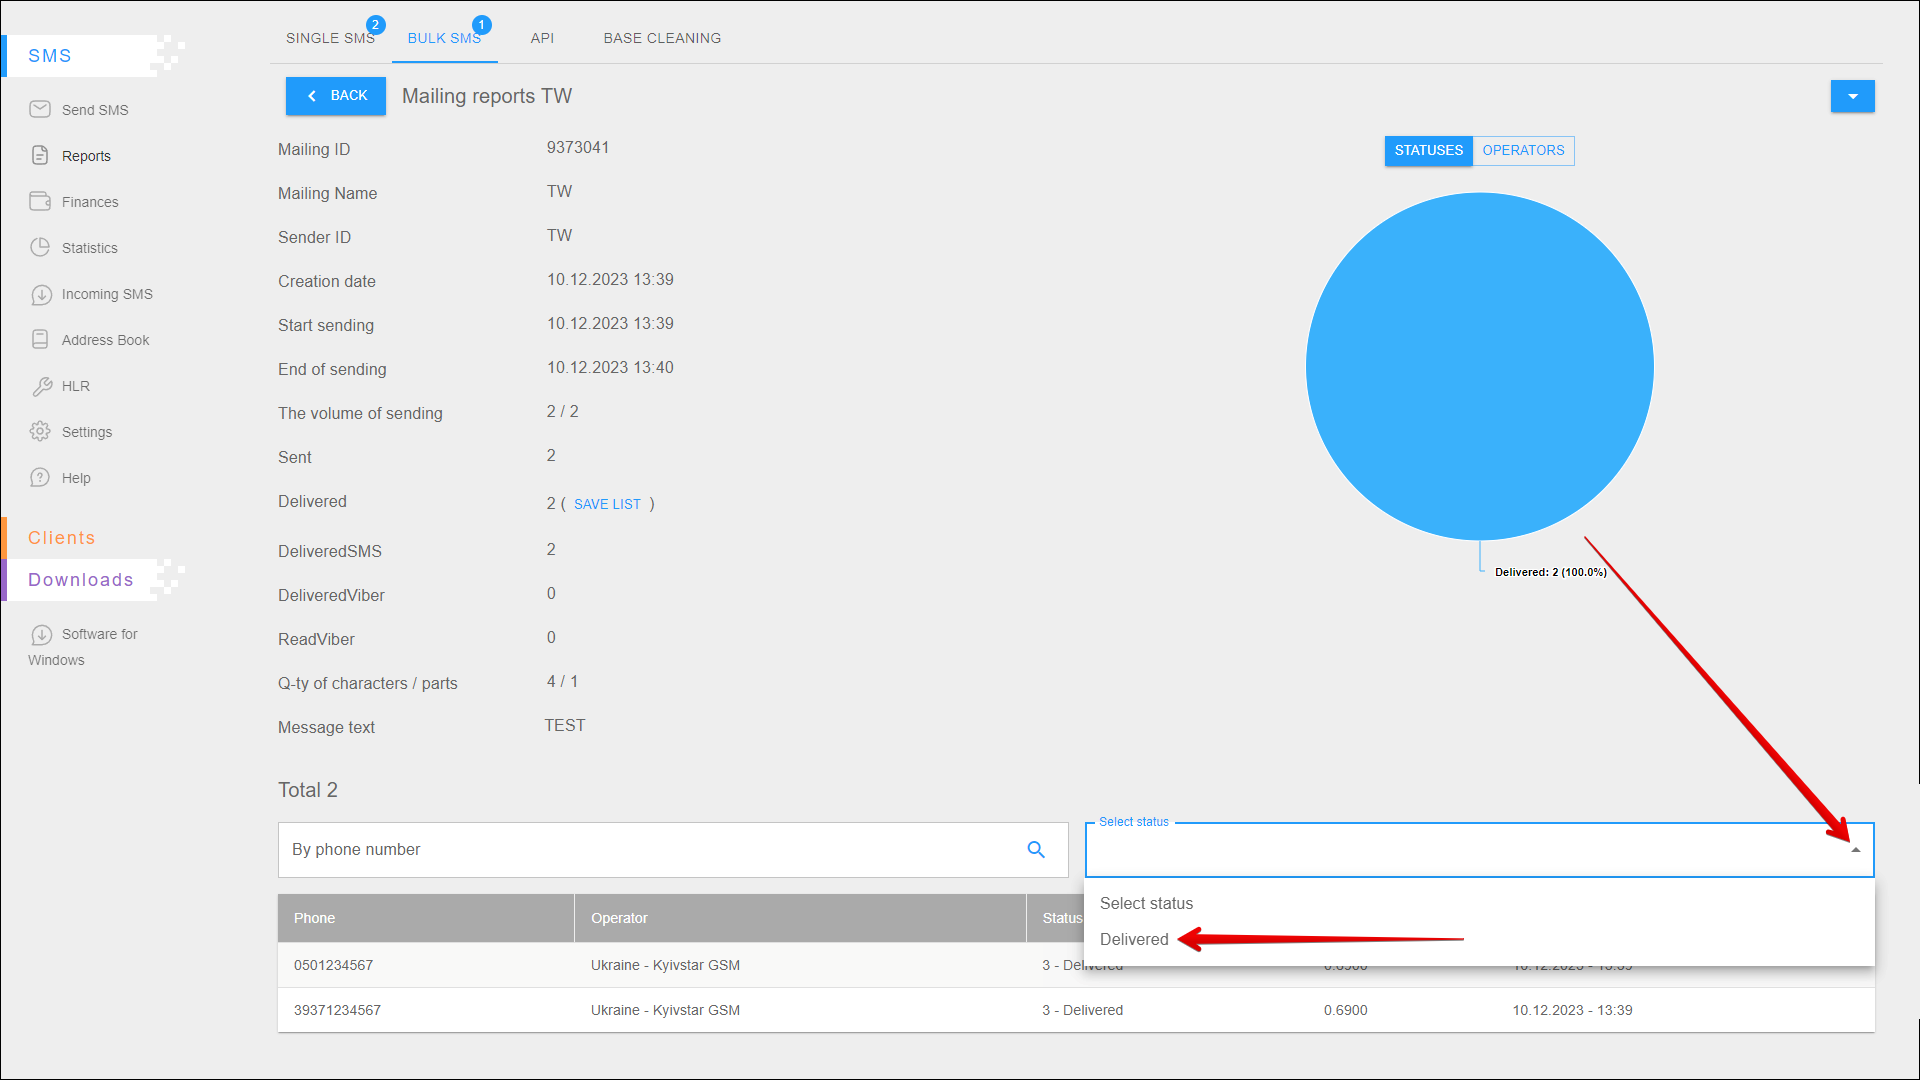 SMS
Send SMS
Reports
Finances
Statistics
Incoming SMS
Address Book
HLR
Settings
Help
Clients
Downloads
Software for
Windows
SINGLE SMS 2 BULK SMS 1 API BASE CLEANING
BACK Mailing reports TW
Mailing ID 9373041
Mailing Name TW
Sender ID TW
Creation date 10.12.2023 13:39
Start sending 10.12.2023 13:39
End of sending 10.12.2023 13:40
The volume of sending 2 / 2
Sent 2
Delivered 2 ( SAVE LIST )
DeliveredSMS 2
DeliveredViber 0
ReadViber 0
Q-ty of characters / parts 4 / 1
Message text TEST
STATUSES OPERATORS
Delivered: 2 (100.0%)
Total 2
By phone number
Select status
Select status
Delivered
Phone Operator Status
0501234567 Ukraine - Kyivstar GSM 3 - Delivered 10.12.2023 - 13:39
39371234567 Ukraine - Kyivstar GSM 3 - Delivered 0.6900 10.12.2023 - 13:39